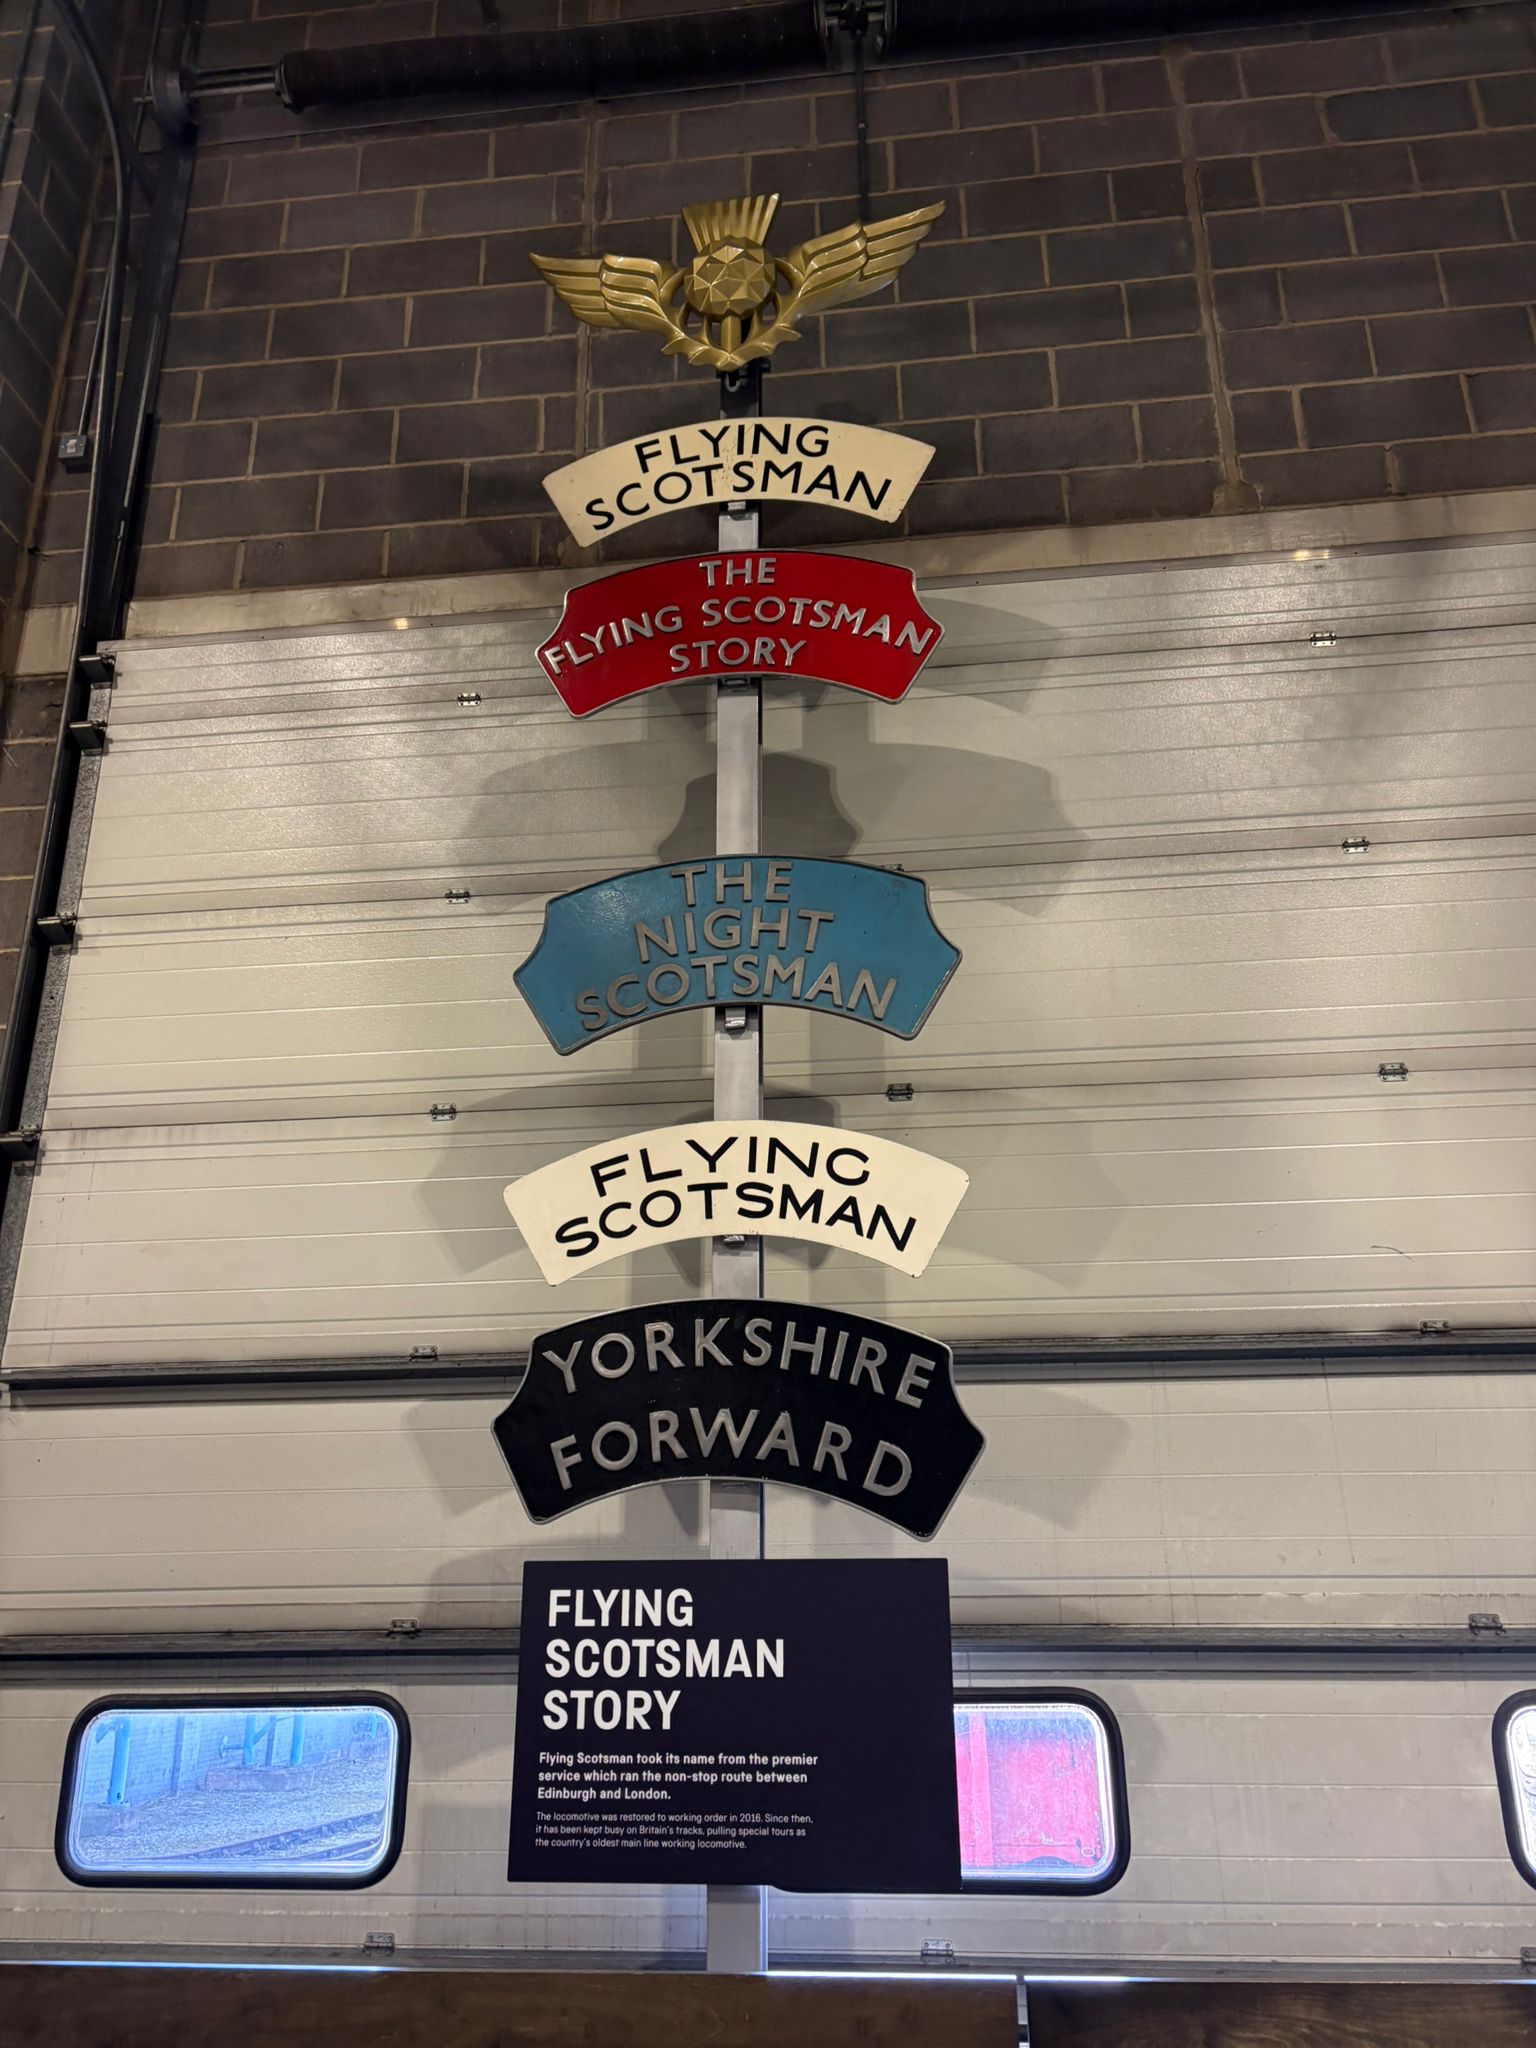 FLYING
SCOTSMAN
THE
FLYING SCOTSMAN
STORY
THE
NIGHT
SCOTSMAN
FLYING
SCOTSMAN
YORKSHIRE
FORWARD
FLYING
SCOTSMAN
STORY
Flying Scotsman took its name from the premier
service which ran the non-stop route between
Edinburgh and London.
The locomotive was restored to working order in 2016. Since then,
it has been kept busy on Britain's tracks, pulling special tours as
the country's oldest main line working locomotive.